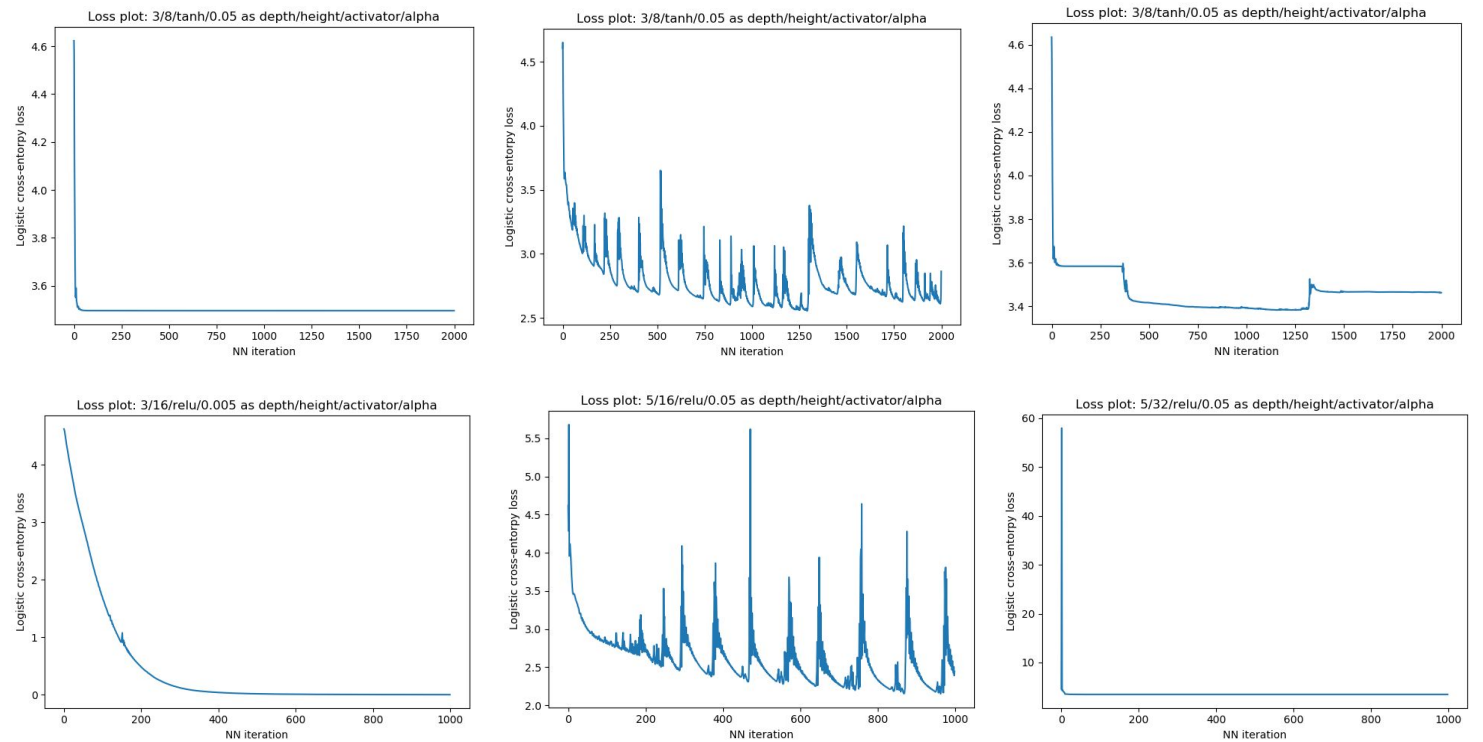 Loss plot: 3/8/tanh/0.05 as depth/height/activator/alpha
Logistic cross-entorpy loss
4.6
4.4
4.2
4.0
3.8
3.6
0 250 500 750 1000 1250 1500 1750 2000
NN iteration
Loss plot: 3/8/tanh/0.05 as depth/height/activator/alpha
Logistic cross-entorpy loss
4.5
4.0
3.5
3.0
2.5
0 250 500 750 1000 1250 1500 1750 2000
NN iteration
Loss plot: 3/8/tanh/0.05 as depth/height/activator/alpha
Logistic cross-entorpy loss
4.6
4.4
4.2
4.0
3.8
3.6
3.4
0 250 500 750 1000 1250 1500 1750 2000
NN iteration
Loss plot: 3/16/relu/0.005 as depth/height/activator/alpha
Logistic cross-entorpy loss
4
3
2
1
0
0 200 400 600 800 1000
NN iteration
Loss plot: 5/16/relu/0.05 as depth/height/activator/alpha
Logistic cross-entorpy loss
5.5
5.0
4.5
4.0
3.5
3.0
2.5
2.0
0 200 400 600 800 1000
NN iteration
Loss plot: 5/32/relu/0.05 as depth/height/activator/alpha
Logistic cross-entorpy loss
60
50
40
30
20
10
0 200 400 600 800 1000
NN iteration